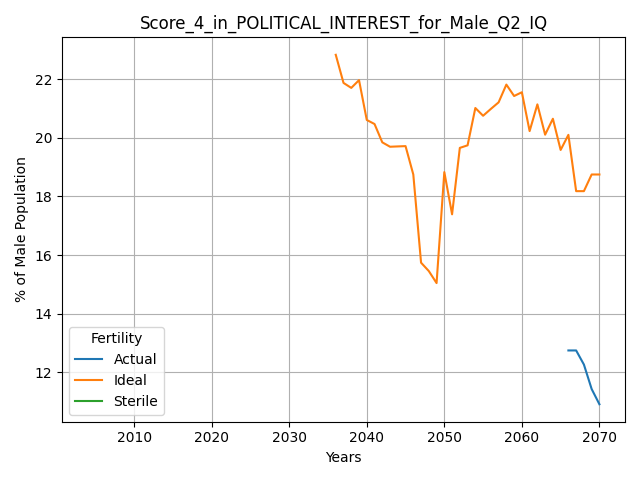 Score_4_in_POLITICAL_INTEREST_for_Male_Q2_IQ
% of Male Population
22
20
18
16
14
12
Fertility
Actual
Ideal
Sterile
2010 2020 2030 2040 2050 2060 2070
Years